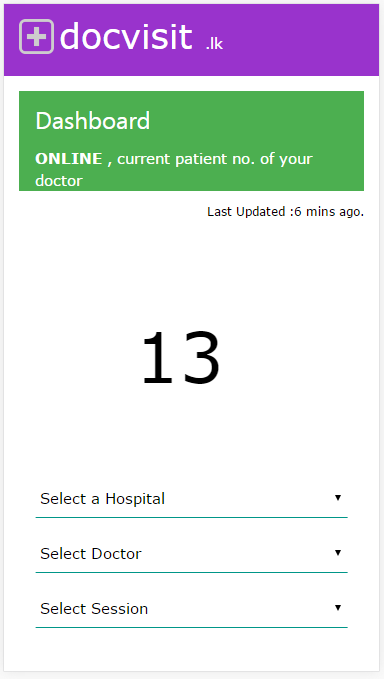 docvisit .lk
Dashboard
ONLINE , current patient no. of your
doctor
Last Updated :6 mins ago.
13
Select a Hospital
Select Doctor
Select Session